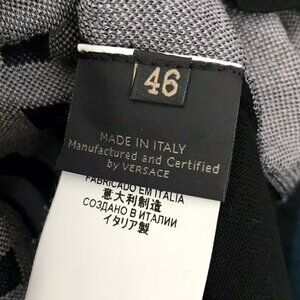 46
MADE IN ITALY
Manufactured and Certified
by VERSACE
FABRICADO EM ITALIA
意大利制造
СОЗДАНО В ИТАЛИИ
イタリア製